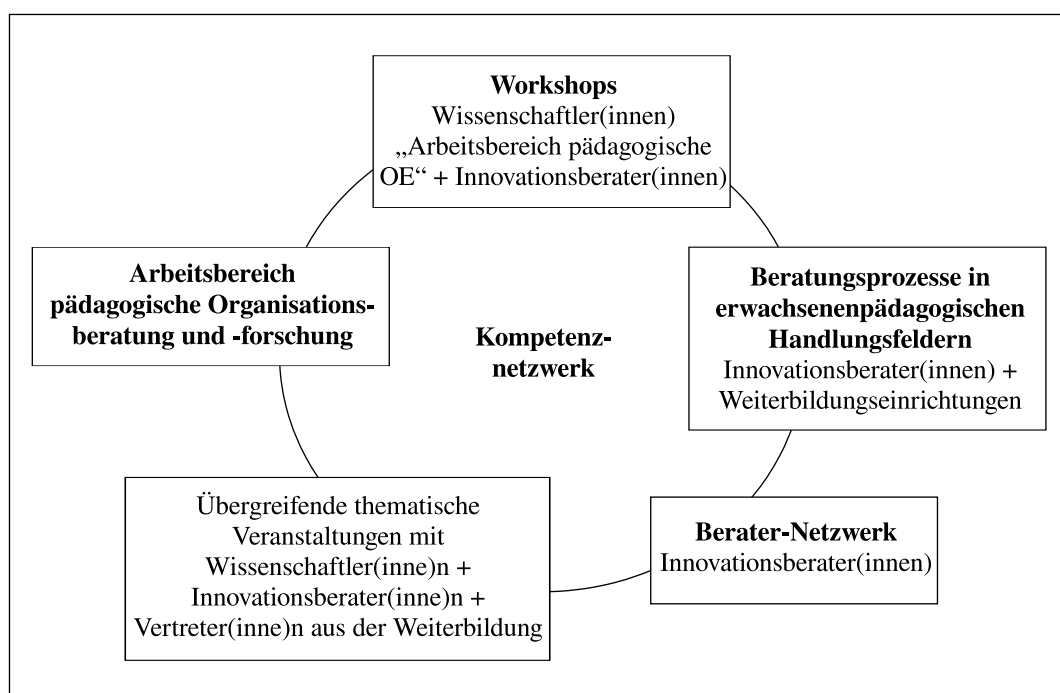 Workshops
Wissenschaftler(innen)
„Arbeitsbereich pädagogische
OE“ + Innovationsberater(innen)
Arbeitsbereich
pädagogische Organisations-
beratung und -forschung
Kompetenz-
netzwerk
Beratungsprozesse in
erwachsenenpädagogischen
Handlungsfeldern
Innovationsberater(innen) +
Weiterbildungseinrichtungen
Übergreifende thematische
Veranstaltungen mit
Wissenschaftler(inne)n +
Innovationsberater(inne)n +
Vertreter(inne)n aus der Weiterbildung
Berater-Netzwerk
Innovationsberater(innen)